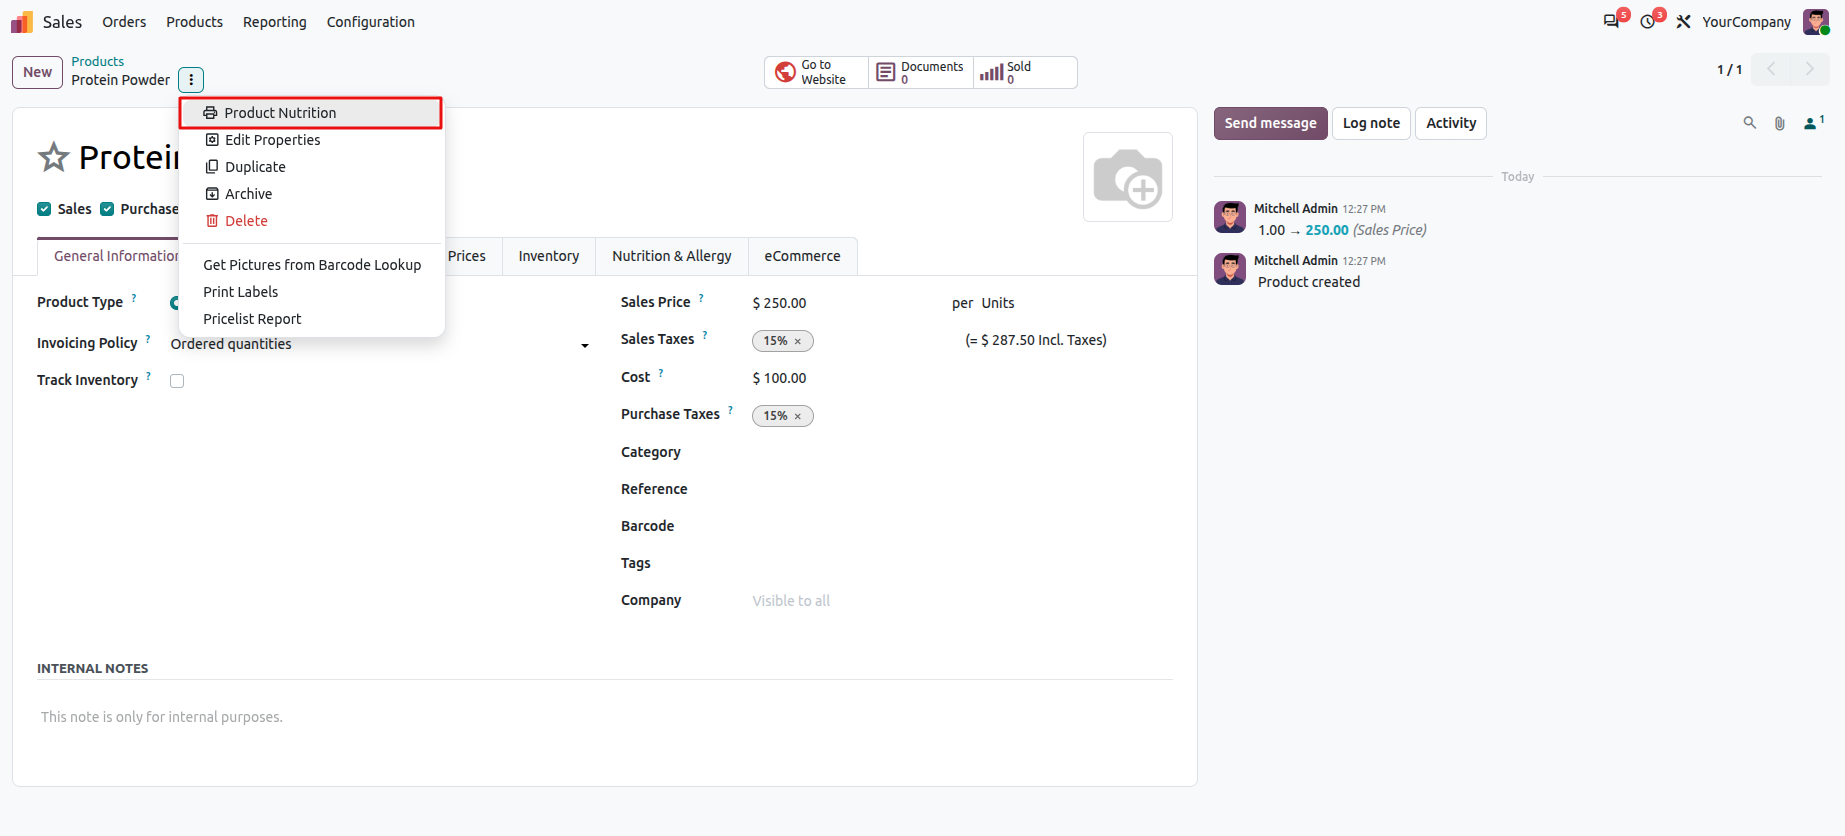 Sales Orders Products Reporting Configuration
5 3 YourCompany
New
Products
Protein Powder
Go to
Website
Documents
0
Sold
0
1 / 1
Product Nutrition
Edit Properties
Duplicate
Archive
Delete
Get Pictures from Barcode Lookup
Print Labels
Pricelist Report
Send message Log note Activity
1
Protein
Sales Purchase
General Information Prices Inventory Nutrition & Allergy eCommerce
Product Type ?
Invoicing Policy ? Ordered quantities
Track Inventory ?
Sales Price ? $ 250.00 per Units
Sales Taxes ? 15% × (= $ 287.50 Incl. Taxes)
Cost ? $ 100.00
Purchase Taxes ? 15% ×
Category
Reference
Barcode
Tags
Company Visible to all
INTERNAL NOTES
This note is only for internal purposes.
Today
Mitchell Admin 12:27 PM
1.00 → 250.00 (Sales Price)
Mitchell Admin 12:27 PM
Product created